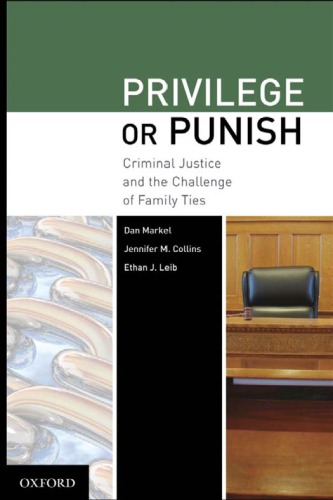 PRIVILEGE
OR PUNISH
Criminal Justice
and the Challenge
of Family Ties
Dan Markel
Jennifer M. Collins
Ethan J. Leib
OXFORD